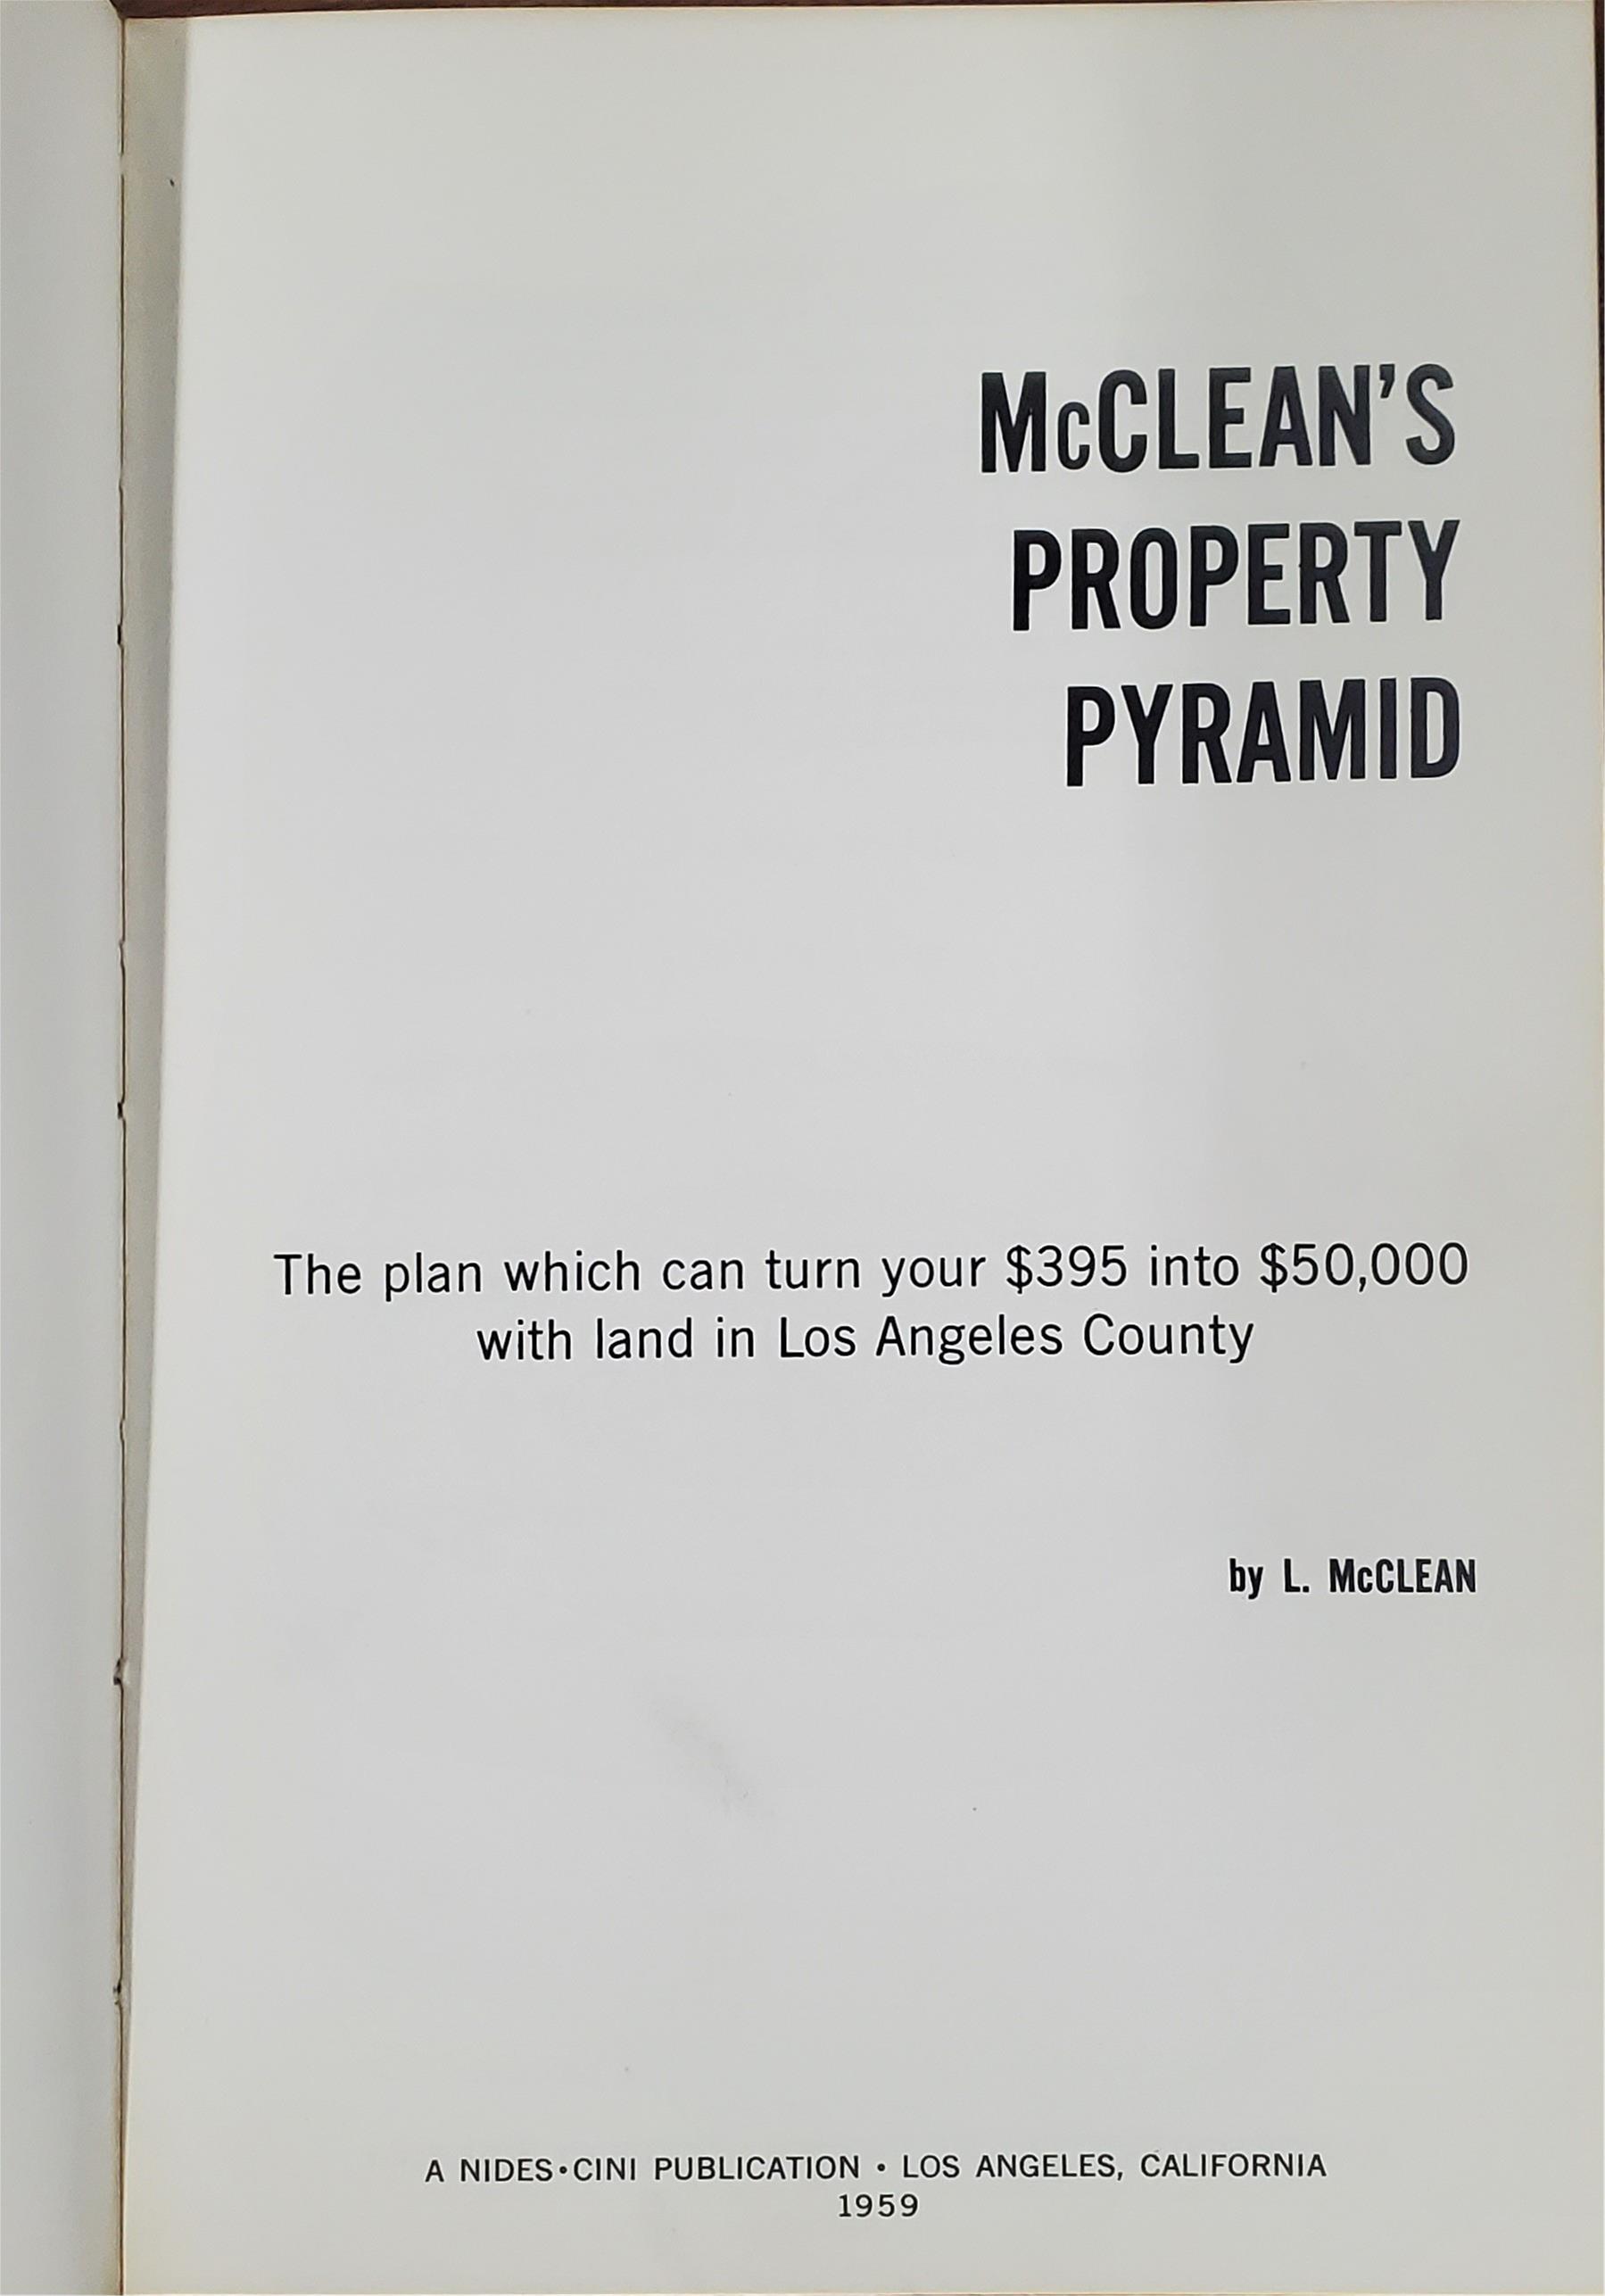 McCLEAN'S
PROPERTY
PYRAMID
The plan which can turn your $395 into $50,000
with land in Los Angeles County
by L. McCLEAN
A NIDES•CINI PUBLICATION • LOS ANGELES, CALIFORNIA
1959